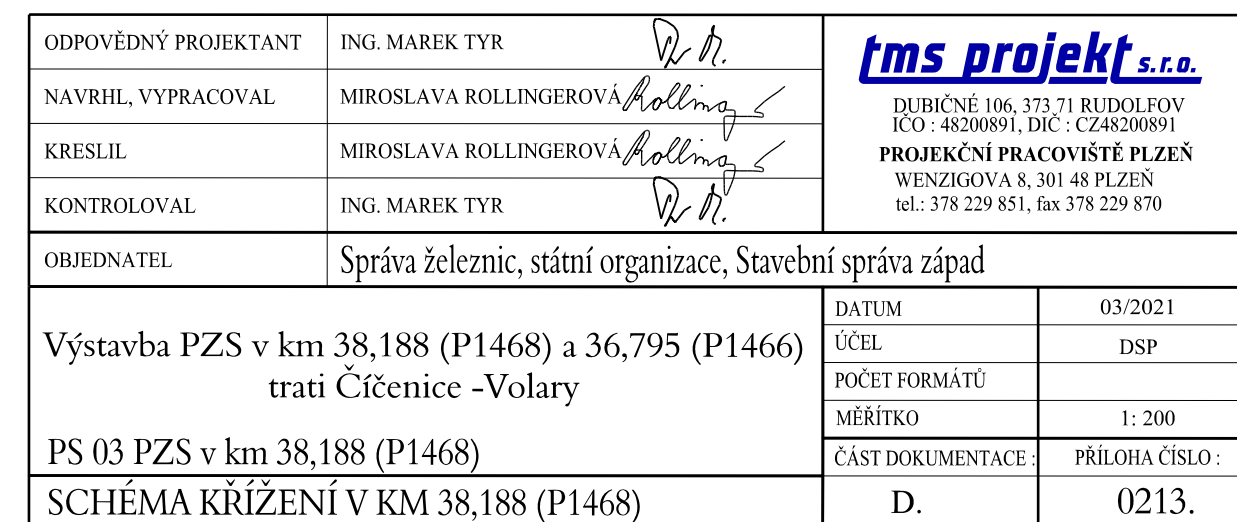 ODPOVĚDNÝ PROJEKTANT ING. MAREK TYR
NAVRHL, VYPRACOVAL MIROSLAVA ROLLINGEROVÁ
KRESLIL MIROSLAVA ROLLINGEROVÁ
KONTROLOVAL ING. MAREK TYR
tms projekt s.r.o.
DUBIČNÉ 106, 373 71 RUDOLFOV
IČO : 48200891, DIČ : CZ48200891
PROJEKČNÍ PRACOVIŠTĚ PLZEŇ
WENZIGOVA 8, 301 48 PLZEŇ
tel.: 378 229 851, fax 378 229 870
OBJEDNATEL Správa železnic, státní organizace, Stavební správa západ
Výstavba PZS v km 38,188 (P1468) a 36,795 (P1466)
trati Číčenice -Volary
PS 03 PZS v km 38,188 (P1468)
SCHÉMA KŘÍŽENÍ V KM 38,188 (P1468)
DATUM 03/2021
ÚČEL DSP
POČET FORMÁTŮ
MĚŘÍTKO 1: 200
ČÁST DOKUMENTACE : PŘÍLOHA ČÍSLO :
D. 0213.